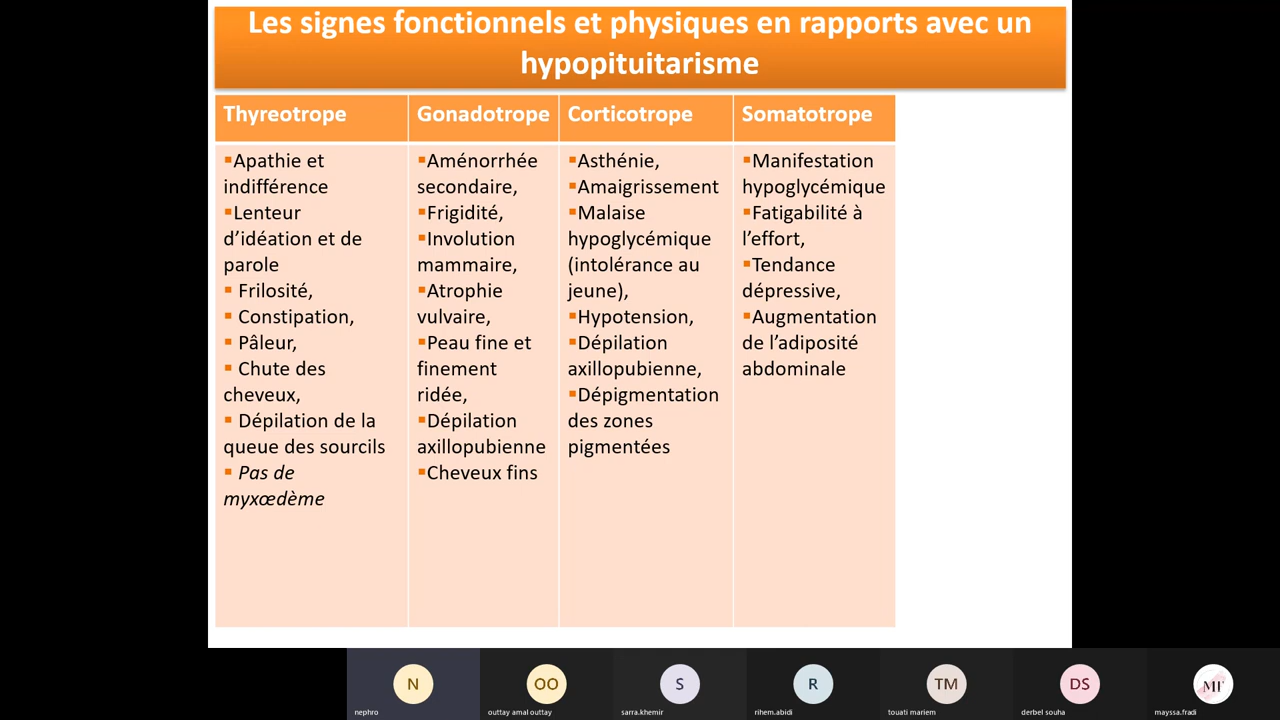 Les signes fonctionnels et physiques en rapports avec un
hypopituitarisme
Thyreotrope
▪Apathie et
indifférence
▪Lenteur
d’idéation et de
parole
▪ Frilosité,
▪ Constipation,
▪ Pâleur,
▪ Chute des
cheveux,
▪ Dépilation de la
queue des sourcils
▪ Pas de
myxœdème
Gonadotrope
▪Aménorrhée
secondaire,
▪Frigidité,
▪Involution
mammaire,
▪Atrophie
vulvaire,
▪Peau fine et
finement
ridée,
▪Dépilation
axillopubienne
▪Cheveux fins
Corticotrope
▪Asthénie,
▪Amaigrissement
▪Malaise
hypoglycémique
(intolérance au
jeune),
▪Hypotension,
▪Dépilation
axillopubienne,
▪Dépigmentation
des zones
pigmentées
Somatotrope
▪Manifestation
hypoglycémique
▪Fatigabilité à
l’effort,
▪Tendance
dépressive,
▪Augmentation
de l’adiposité
abdominale
N
OO
S
R
TM
DS
MF
nephro
outtay amal outtay
sarra.khemir
rihem.abidi
touati mariem
derbel souha
mayssa.fradi